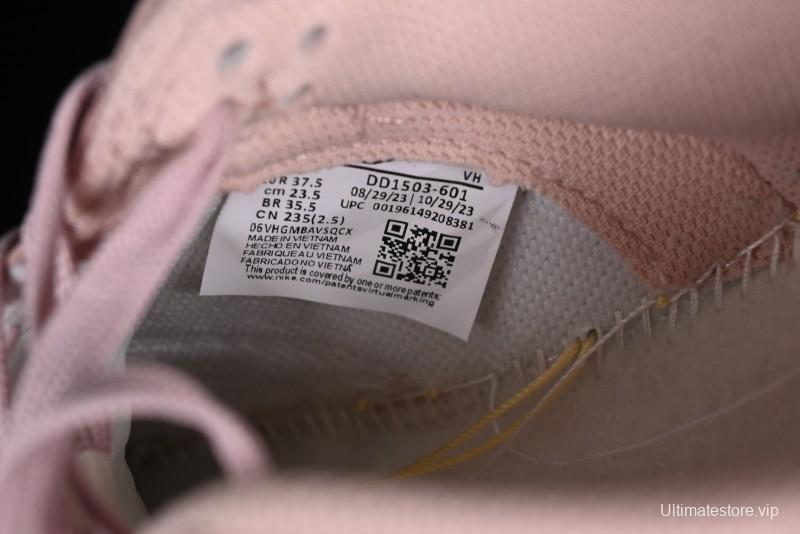 VH
R 37.5
cm 23.5
BR 35.5
CN 235(2.5)
DD1503-601
08/29/23 | 10/29/23
UPC 00196149208381
06VHGMBAVSQCX
MADE IN VIETNAM
HECHO EN VIETNAM
FABRIQUE AU VIETNAM
FABRICADO NO VIETNÃ
This product is covered by one or more patents:
www.nike.com/patentsvirtualmarking
Ultimatestore.vip